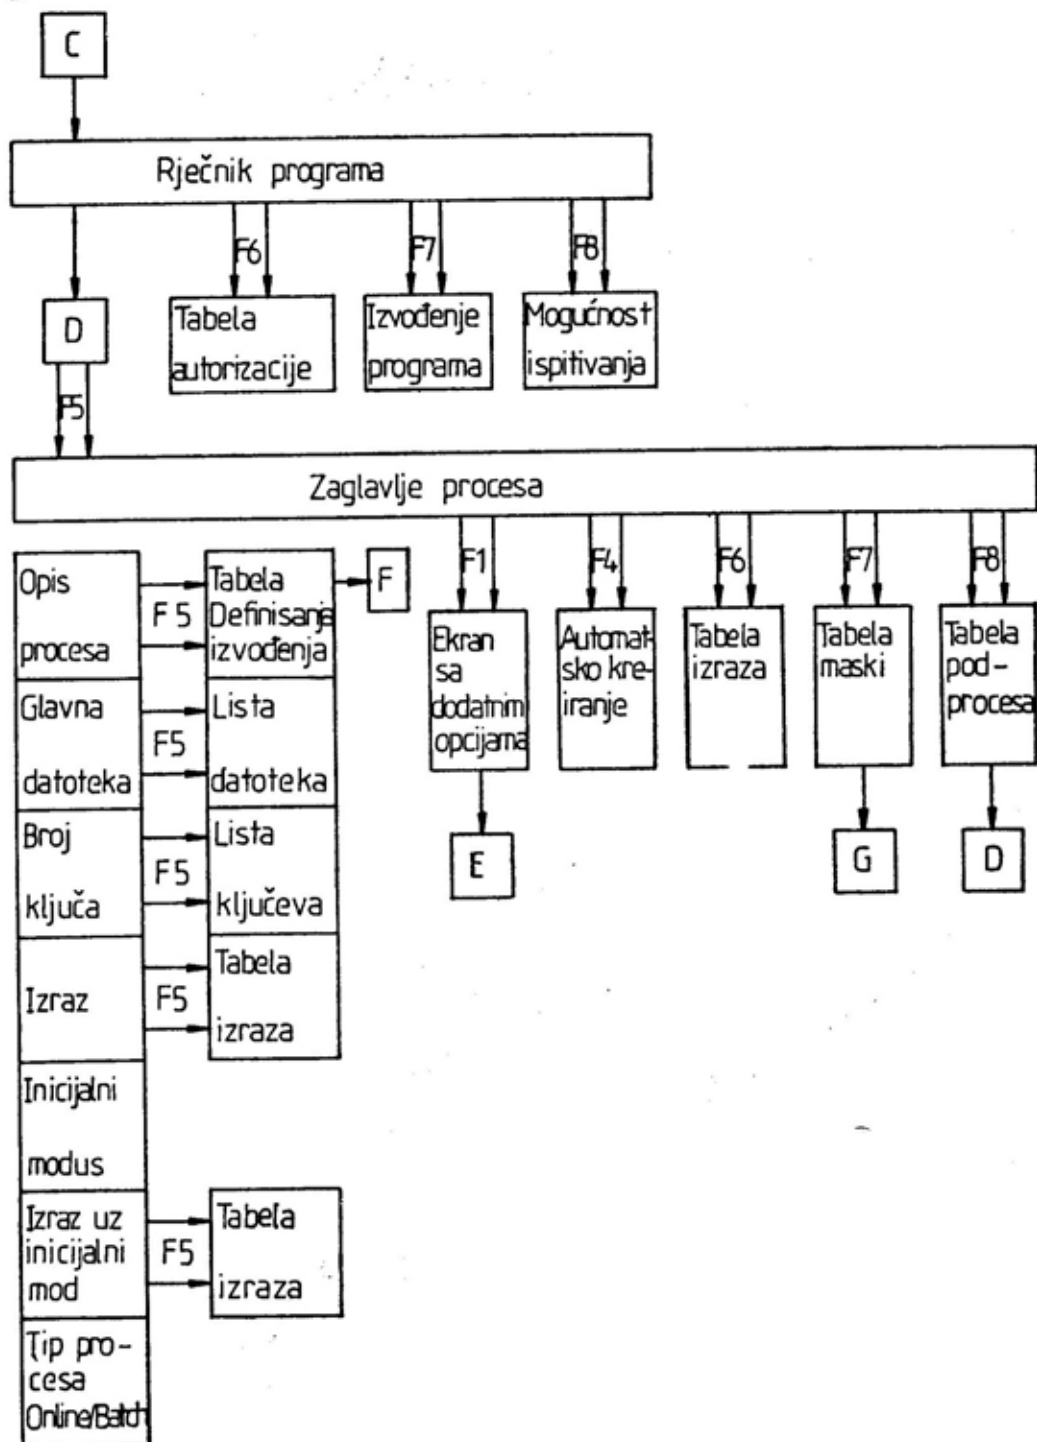 C
Rječnik programa
F6
F7
F8
D
Tabela
autorizacije
Izvođenje
programa
Mogućnost
ispitivanja
F5
Zaglavlje procesa
F1
F4
F6
F7
F8
Opis
procesa
F5
Tabela
Definisanja
izvođenja
F
Ekran
sa
dodatnim
opcijama
Automat-
sko kre-
iranje
Tabela
izraza
Tabela
maski
Tabela
pod-
procesa
Glavna
datoteka
F5
Lista
datoteka
E
G
D
Broj
ključa
F5
Lista
ključeva
Izraz
F5
Tabela
izraza
Inicijalni
modus
Izraz uz
inicijalni
mod
F5
Tabela
izraza
Tip pro-
cesa
Online/Batch